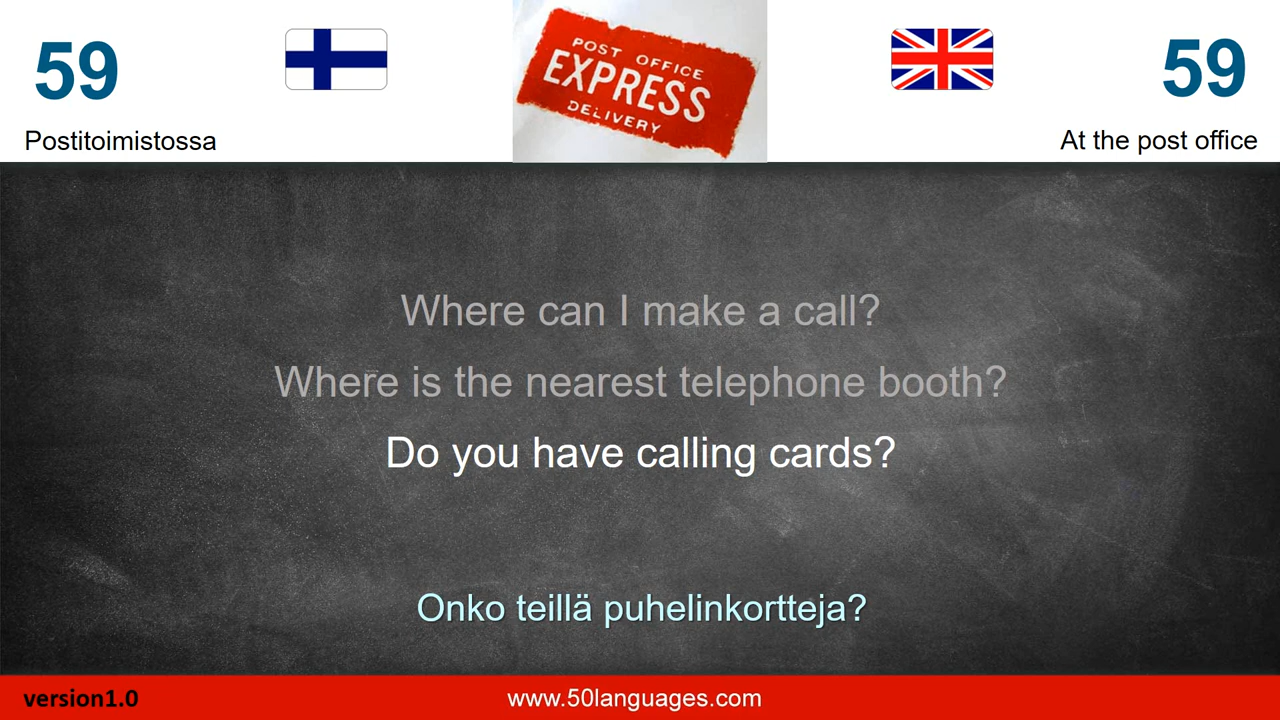 59
59
Postitoimistossa
POST OFFICE
EXPRESS
DELIVERY
At the post office
Where can I make a call?
Where is the nearest telephone booth?
Do you have calling cards?
Onko teillä puhelinkortteja?
version1.0
www.50languages.com